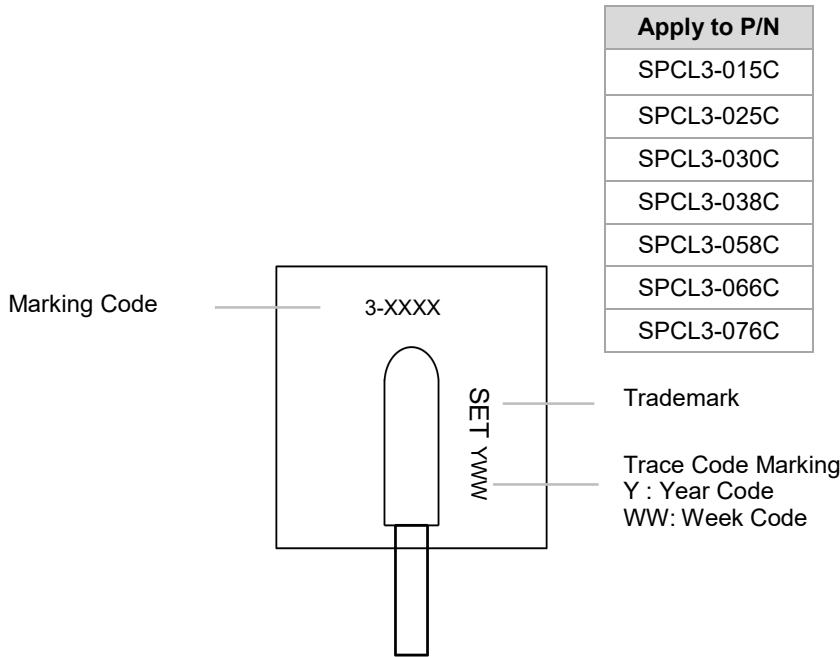 Apply to P/N
SPCL3-015C
SPCL3-025C
SPCL3-030C
SPCL3-038C
SPCL3-058C
SPCL3-066C
SPCL3-076C
Marking Code
3-XXXX
SET YWW
Trademark
Trace Code Marking
Y : Year Code
WW: Week Code